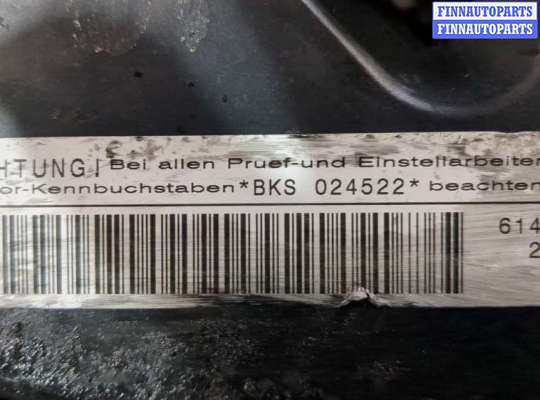 FINNAUTOPARTS
FINNAUTOPARTS
HTUNG! Bei allen Pruef-und Einstellarbeiten
or-Kennbuchstaben *BKS 024522* beachten
614
2